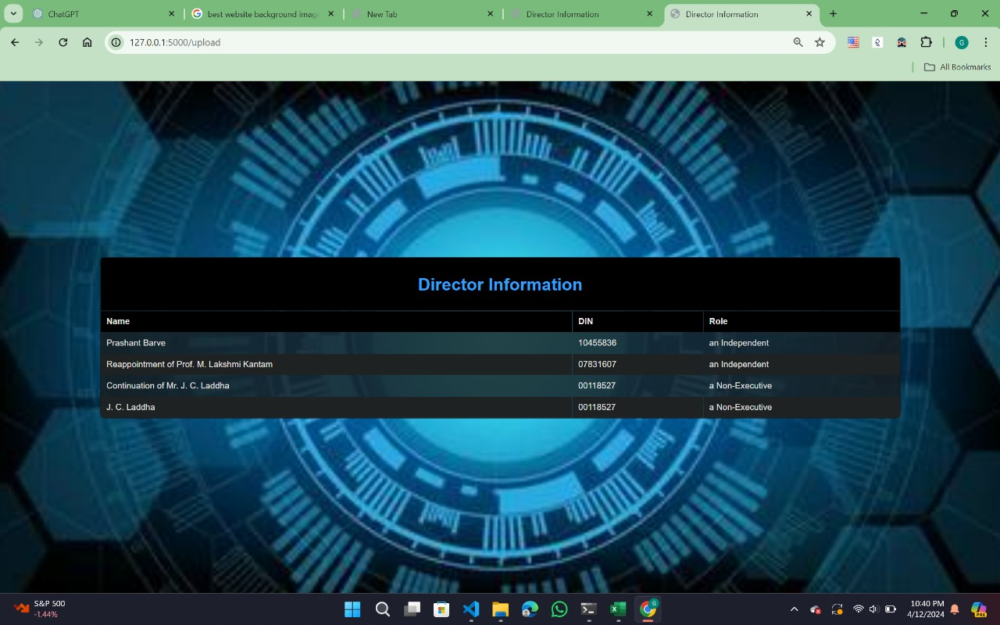 ChatGPT
best website background image
New Tab
Director Information
Director Information
127.0.0.1:5000/upload
G
All Bookmarks
Director Information
Name DIN Role
Prashant Barve 10455836 an Independent
Reappointment of Prof. M. Lakshmi Kantam 07831607 an Independent
Continuation of Mr. J. C. Laddha 00118527 a Non-Executive
J. C. Laddha 00118527 a Non-Executive
S&P 500
-1.44%
G
10:40 PM
4/12/2024
PRE